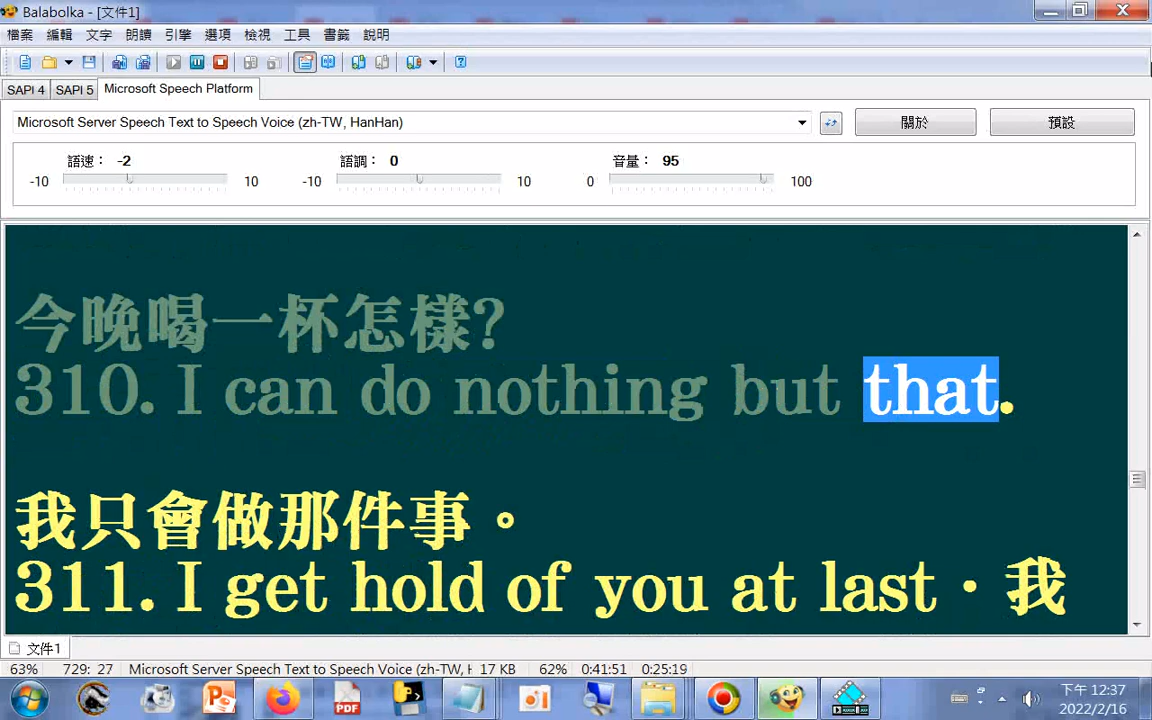 Balabolka - [文件1]
檔案 編輯 文字 朗讀 引擎 選項 檢視 工具 書籤 說明
SAPI 4 SAPI 5 Microsoft Speech Platform
Microsoft Server Speech Text to Speech Voice (zh-TW, HanHan) 關於 預設
語速： -2 語調： 0 音量： 95
-10 10 -10 10 0 100
今晚喝一杯怎樣?
310. I can do nothing but that.
我只會做那件事。
311. I get hold of you at last．我
文件1
63% 729: 27 Microsoft Server Speech Text to Speech Voice (zh-TW, H 17 KB 62% 0:41:51 0:25:19
PDF
下午 12:37
2022/2/16